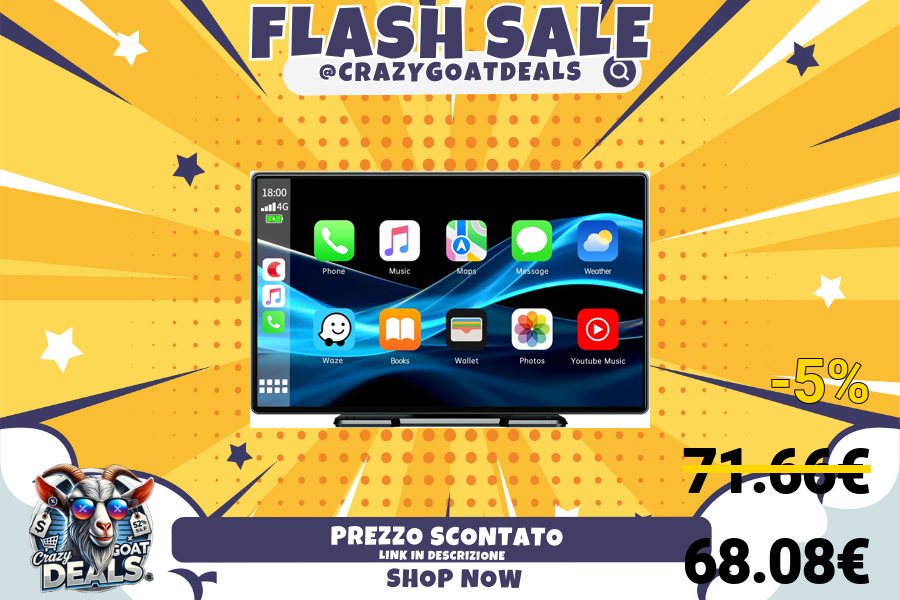 FLASH SALE
@CRAZYGOATDEALS
18:00
4G
Phone
Music
Maps
Message
Weather
Waze
Books
Wallet
Photos
Youtube Music
-5%
71.66€
68.08€
PREZZO SCONTATO
LINK IN DESCRIZIONE
SHOP NOW
$
52%
Crazy
GOAT
DEALS